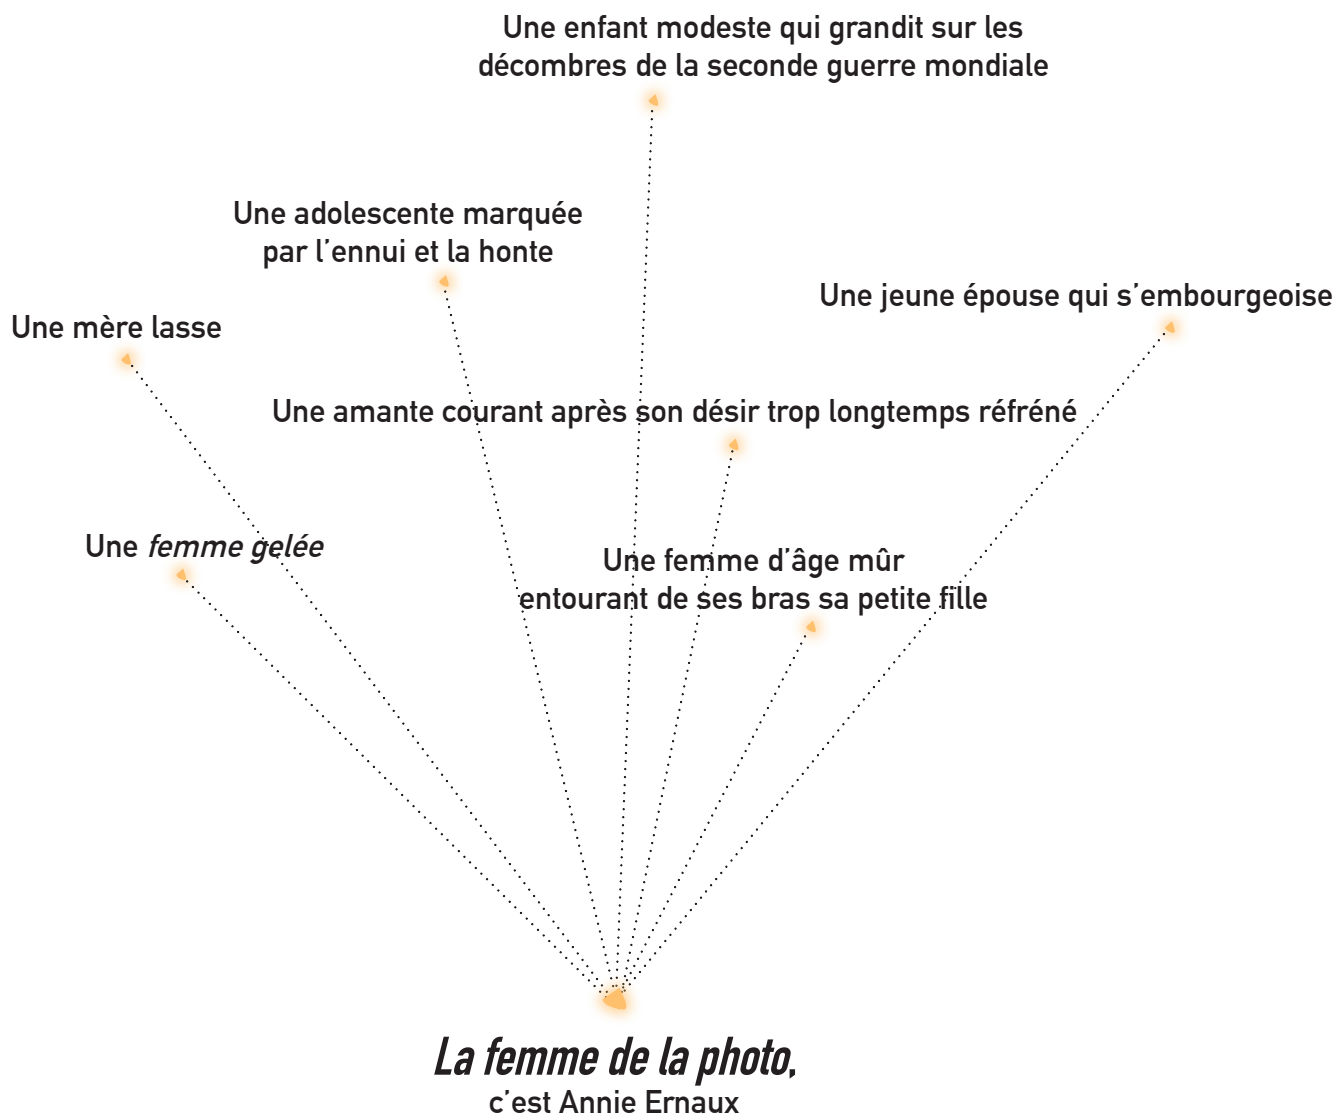 Une enfant modeste qui grandit sur les
décombres de la seconde guerre mondiale
Une adolescente marquée
par l’ennui et la honte
Une jeune épouse qui s’embourgeoise
Une mère lasse
Une amante courant après son désir trop longtemps réfréné
Une femme gelée
Une femme d’âge mûr
entourant de ses bras sa petite fille
La femme de la photo,
c’est Annie Ernaux